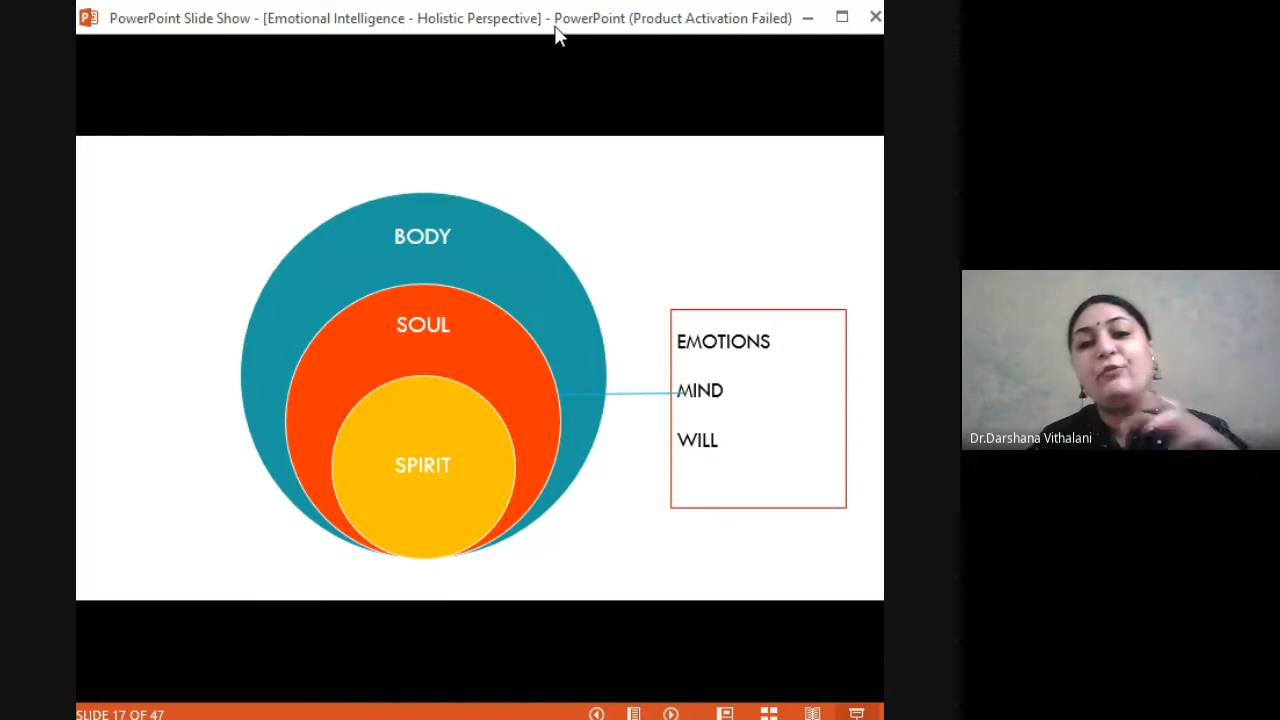 PowerPoint Slide Show - [Emotional Intelligence - Holistic Perspective] - PowerPoint (Product Activation Failed)
BODY
SOUL
SPIRIT
EMOTIONS
MIND
WILL
Dr.Darshana Vithalani
SLIDE 17 OF 47